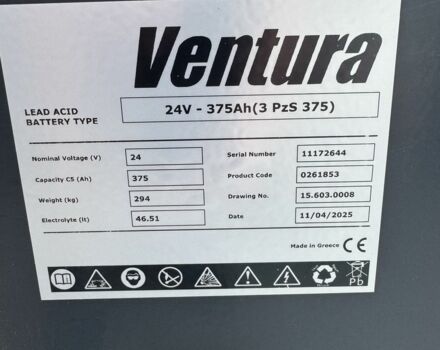 Ventura
LEAD ACID
BATTERY TYPE
24V - 375Ah(3 PzS 375)
Nominal Voltage (V) 24
Serial Number 11172644
Capacity C5 (Ah) 375
Product Code 0261853
Weight (kg) 294
Drawing No. 15.603.0008
Electrolyte (lt) 46.51
Date 11/04/2025
Made in Greece CE
Pb